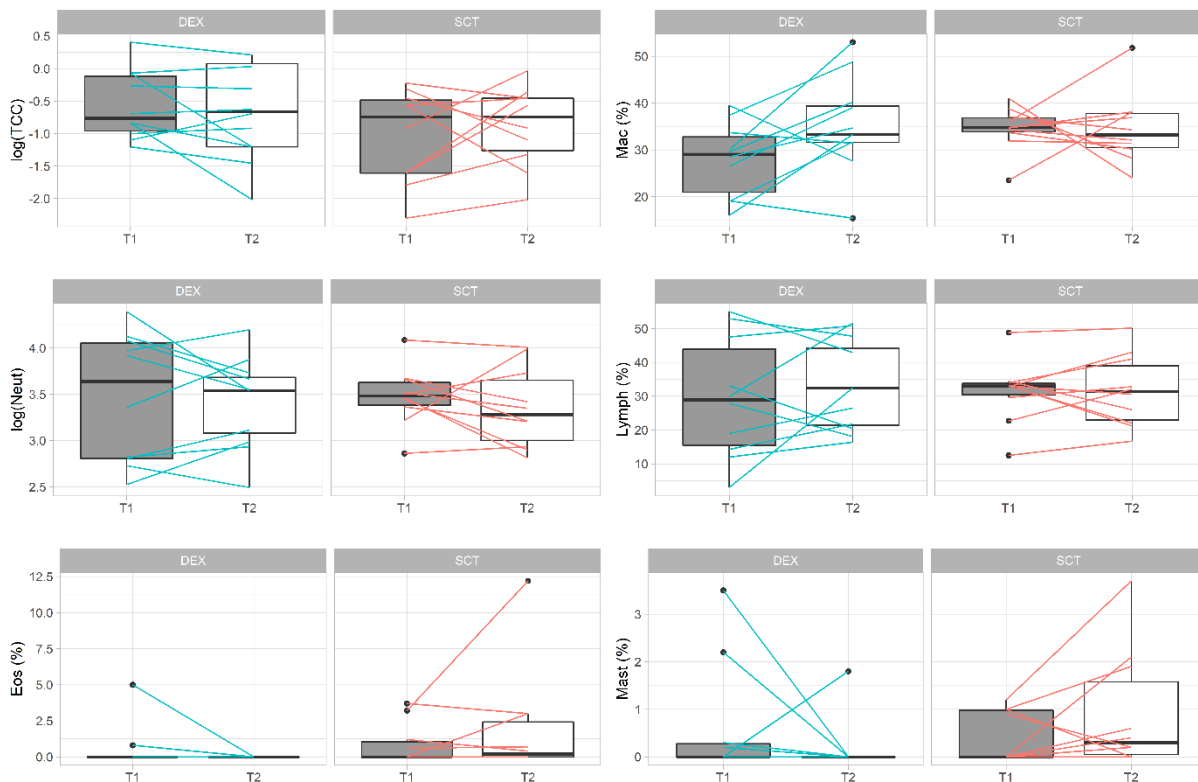 DEX SCT
log(TCC)
0.5
0.0
-0.5
-1.0
-1.5
-2.0
T1 T2 T1 T2
DEX SCT
Mac (%)
50
40
30
20
T1 T2 T1 T2
DEX SCT
log(Neut)
4.0
3.5
3.0
2.5
T1 T2 T1 T2
DEX SCT
Lymph (%)
50
40
30
20
10
T1 T2 T1 T2
DEX SCT
Eos (%)
12.5
10.0
7.5
5.0
2.5
0.0
T1 T2 T1 T2
DEX SCT
Mast (%)
3
2
1
0
T1 T2 T1 T2